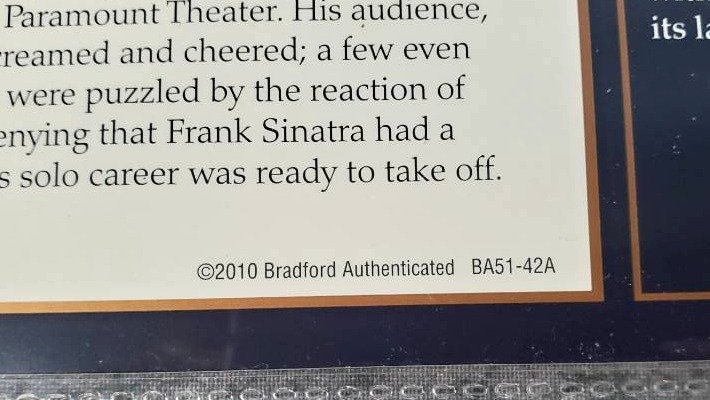 Paramount Theater. His audience,
reamed and cheered; a few even
were puzzled by the reaction of
enying that Frank Sinatra had a
s solo career was ready to take off.
©2010 Bradford Authenticated BA51-42A
its la